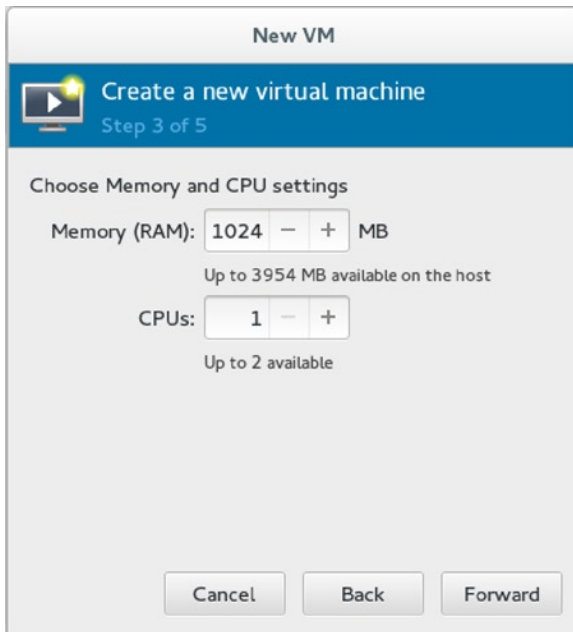 New VM
Create a new virtual machine
Step 3 of 5
Choose Memory and CPU settings
Memory (RAM): 1024 − + MB
Up to 3954 MB available on the host
CPUs: 1 − +
Up to 2 available
Cancel Back Forward